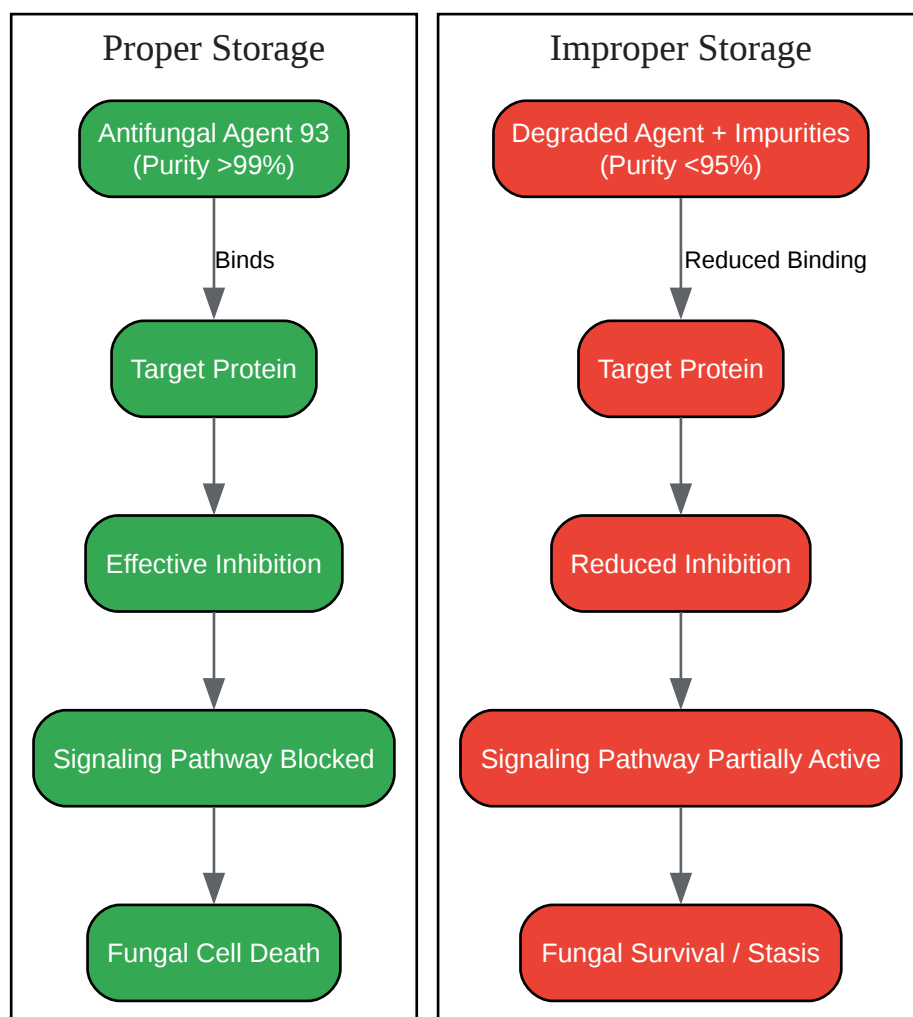 Proper Storage
Antifungal Agent 93
(Purity >99%)
Binds
Target Protein
Effective Inhibition
Signaling Pathway Blocked
Fungal Cell Death
Improper Storage
Degraded Agent + Impurities
(Purity <95%)
Reduced Binding
Target Protein
Reduced Inhibition
Signaling Pathway Partially Active
Fungal Survival / Stasis